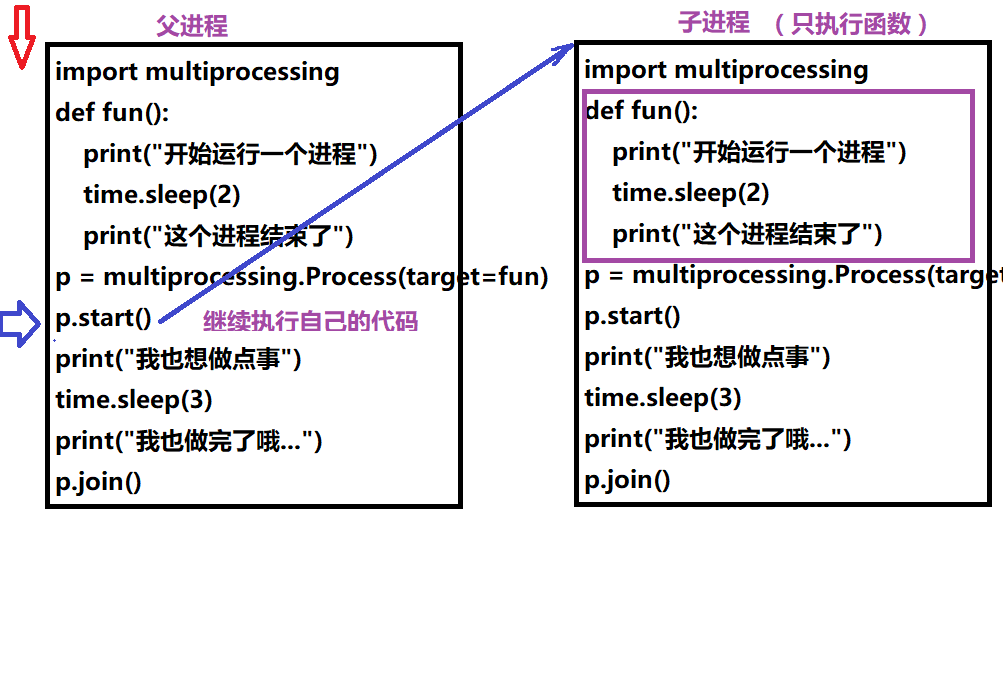 父进程
import multiprocessing
def fun():
print("开始运行一个进程")
time.sleep(2)
print("这个进程结束了")
p = multiprocessing.Process(target=fun)
p.start()
继续执行自己的代码
print("我也想做点事")
time.sleep(3)
print("我也做完了哦...")
p.join()
子进程 （只执行函数）
import multiprocessing
def fun():
print("开始运行一个进程")
time.sleep(2)
print("这个进程结束了")
p = multiprocessing.Process(target
p.start()
print("我也想做点事")
time.sleep(3)
print("我也做完了哦...")
p.join()